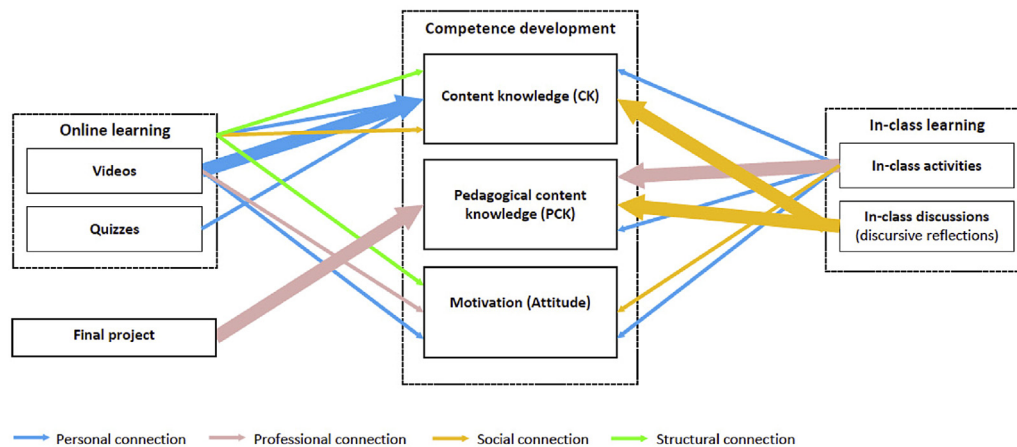 Competence development
Content knowledge (CK)
Online learning
Videos
Quizzes
Pedagogical content
knowledge (PCK)
Motivation (Attitude)
Final project
In-class learning
In-class activities
In-class discussions
(discursive reflections)
Personal connection
Professional connection
Social connection
Structural connection